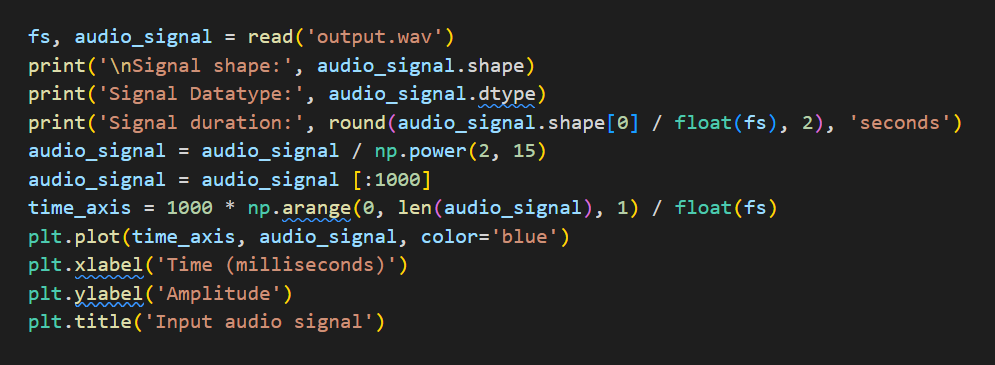 fs, audio_signal = read('output.wav')
print('\nSignal shape:', audio_signal.shape)
print('Signal Datatype:', audio_signal.dtype)
print('Signal duration:', round(audio_signal.shape[0] / float(fs), 2), 'seconds')
audio_signal = audio_signal / np.power(2, 15)
audio_signal = audio_signal [:1000]
time_axis = 1000 * np.arange(0, len(audio_signal), 1) / float(fs)
plt.plot(time_axis, audio_signal, color='blue')
plt.xlabel('Time (milliseconds)')
plt.ylabel('Amplitude')
plt.title('Input audio signal')